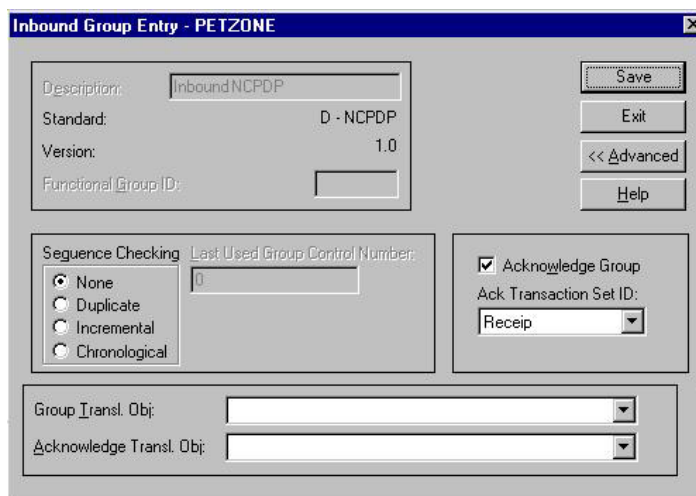 Inbound Group Entry - PETZONE
Description: Inbound NCPDP
Standard: D - NCPDP
Version: 1.0
Functional Group ID:
Save
Exit
<< Advanced
Help
Sequence Checking
None
Duplicate
Incremental
Chronological
Last Used Group Control Number:
0
Acknowledge Group
Ack Transaction Set ID:
Receip
Group Transl. Obj:
Acknowledge Transl. Obj: